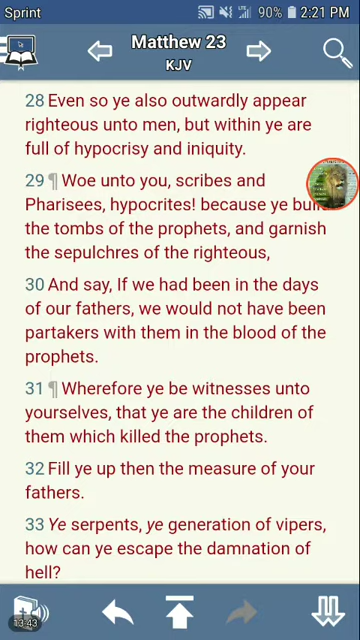 Sprint LTE 90% 2:21 PM
Matthew 23
KJV
28 Even so ye also outwardly appear
righteous unto men, but within ye are
full of hypocrisy and iniquity.
29 ¶ Woe unto you, scribes and
Pharisees, hypocrites! because ye
the tombs of the prophets, and garnish
the sepulchres of the righteous,
30 And say, If we had been in the days
of our fathers, we would not have been
partakers with them in the blood of the
prophets.
31 ¶ Wherefore ye be witnesses unto
yourselves, that ye are the children of
them which killed the prophets.
32 Fill ye up then the measure of your
fathers.
33 Ye serpents, ye generation of vipers,
how can ye escape the damnation of
hell?
13:43